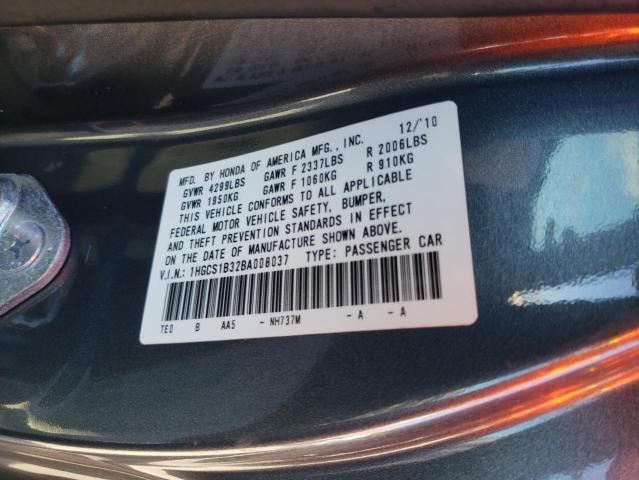 MFD. BY HONDA OF AMERICA MFG., INC. 12/'10
GVWR 4299LBS GAWR F 2337LBS R 2006LBS
GVWR 1950KG GAWR F 1060KG R 910KG
THIS VEHICLE CONFORMS TO ALL APPLICABLE
FEDERAL MOTOR VEHICLE SAFETY, BUMPER,
AND THEFT PREVENTION STANDARDS IN EFFECT
ON THE DATE OF MANUFACTURE SHOWN ABOVE.
V.I.N.: 1HGCS1B32BA006037 TYPE: PASSENGER CAR
TE0 B AA5 - NH737M - A - A